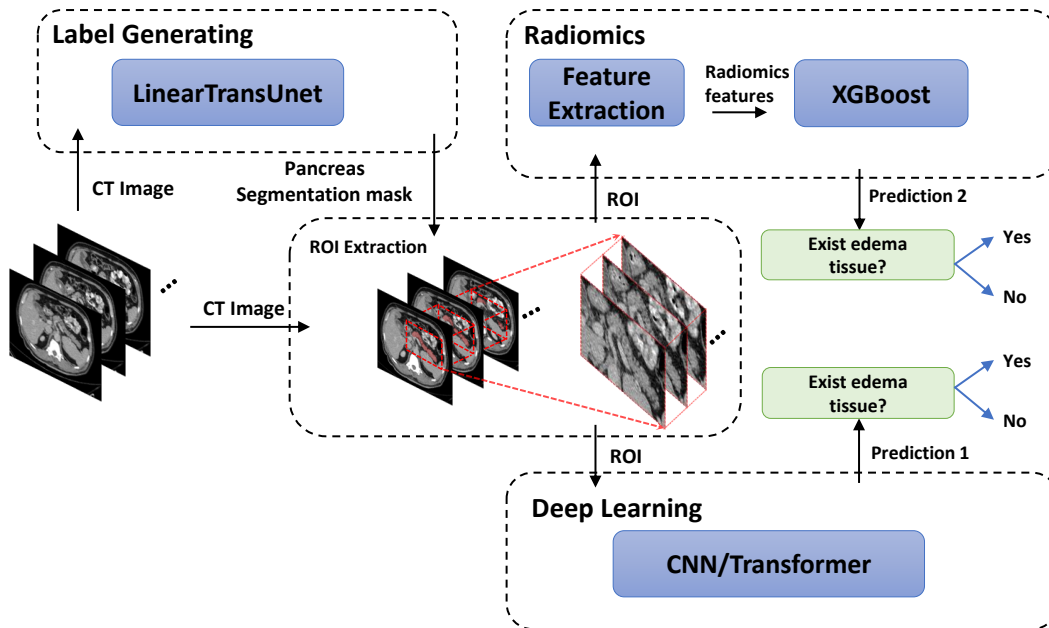 Label Generating
LinearTransUnet
CT Image
Pancreas
Segmentation mask
CT Image
ROI Extraction
Radiomics
Feature
Extraction
Radiomics
features
XGBoost
ROI
Prediction 2
Exist edema
tissue?
Yes
No
Exist edema
tissue?
Yes
No
Prediction 1
ROI
Deep Learning
CNN/Transformer